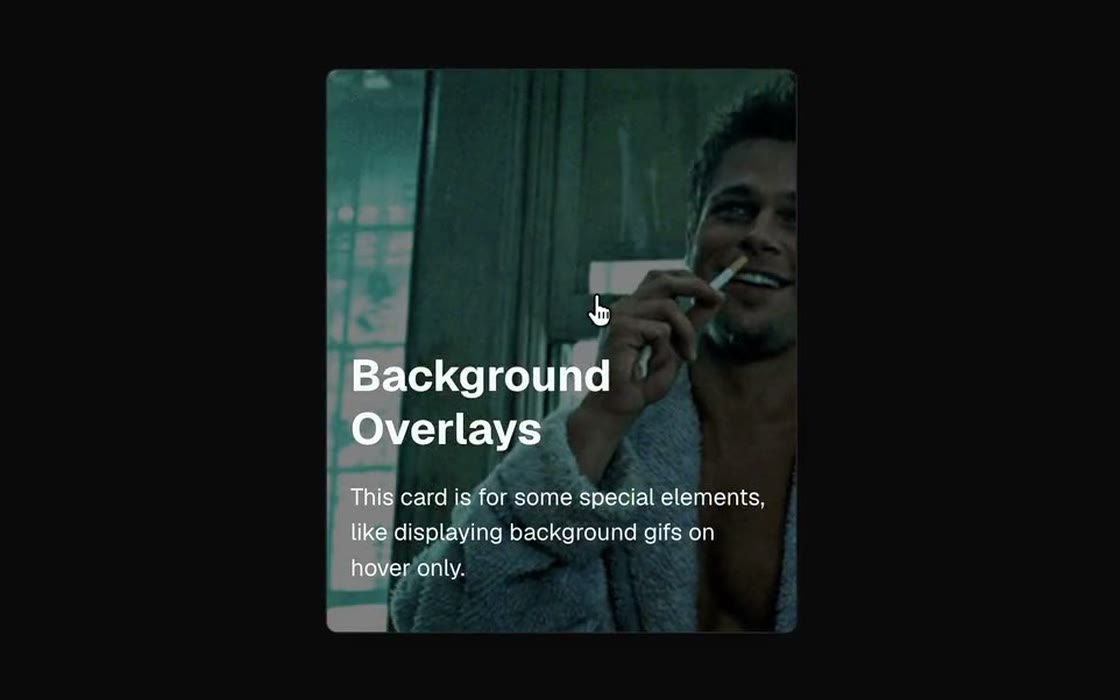 Background
Overlays
This card is for some special elements,
like displaying background gifs on
hover only.